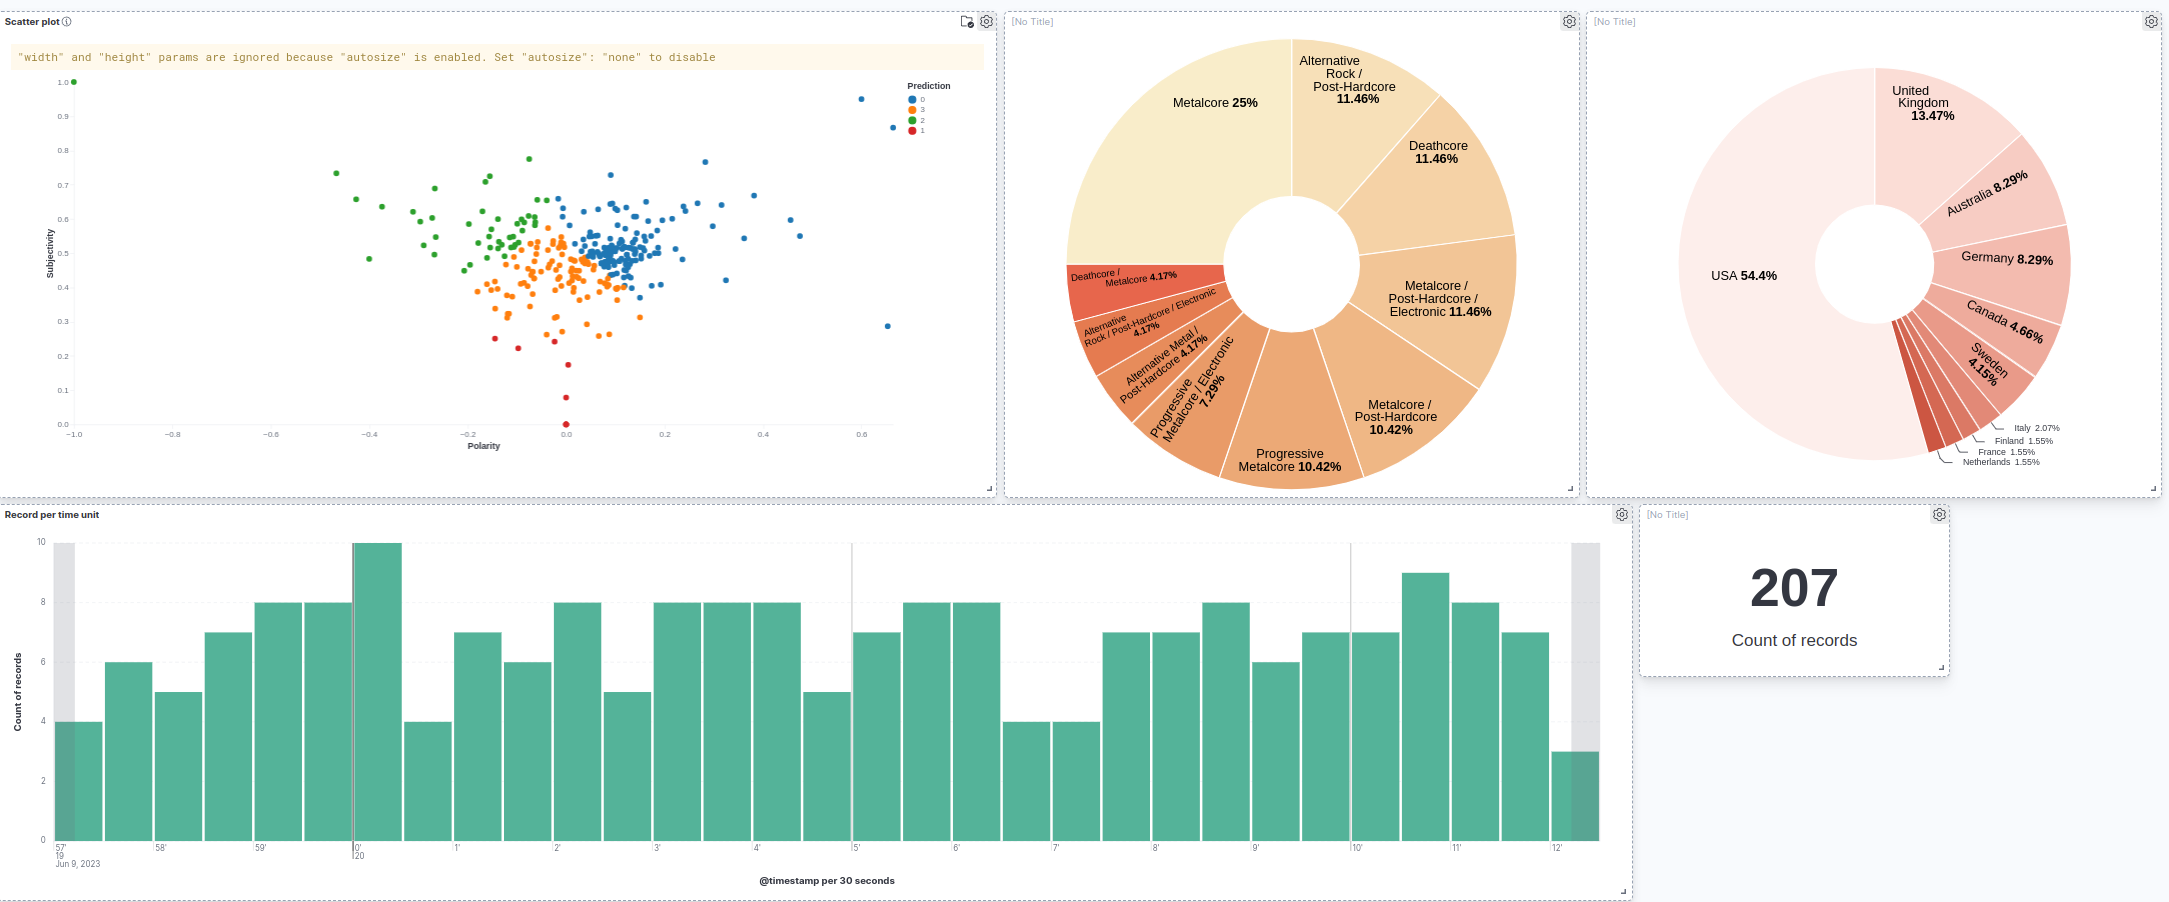 Scatter plot
"width" and "height" params are ignored because "autosize" is enabled. Set "autosize": "none" to disable
1.0
0.9
0.8
0.7
0.6
0.5
0.4
0.3
0.2
0.1
0.0
Subjectivity
−1.0
−0.8
−0.6
−0.4
−0.2
0.0
0.2
0.4
0.6
Polarity
Prediction
0
3
2
1
[No Title]
Metalcore 25%
Alternative
Rock /
Post-Hardcore
11.46%
Deathcore
11.46%
Metalcore /
Post-Hardcore /
Electronic 11.46%
Metalcore /
Post-Hardcore
10.42%
Progressive
Metalcore 10.42%
Progressive
Metalcore / Electronic
7.29%
Alternative Metal /
Post-Hardcore 4.17%
Alternative
Rock / Post-Hardcore / Electronic
4.17%
Deathcore /
Metalcore 4.17%
[No Title]
United
Kingdom
13.47%
Australia 8.29%
Germany 8.29%
Canada 4.66%
Sweden
4.15%
Italy 2.07%
Finland 1.55%
France 1.55%
Netherlands 1.55%
USA 54.4%
Record per time unit
10
8
6
4
2
0
Count of records
57'
58'
59'
0'
1'
2'
3'
4'
5'
6'
7'
8'
9'
10'
11'
12'
19
20
Jun 9, 2023
@timestamp per 30 seconds
[No Title]
207
Count of records